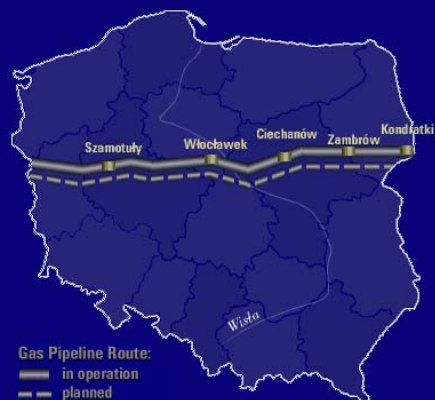 Szamotuły
Włocławek
Ciechanów
Zambrów
Kondratki
Wisła
Gas Pipeline Route:
in operation
planned